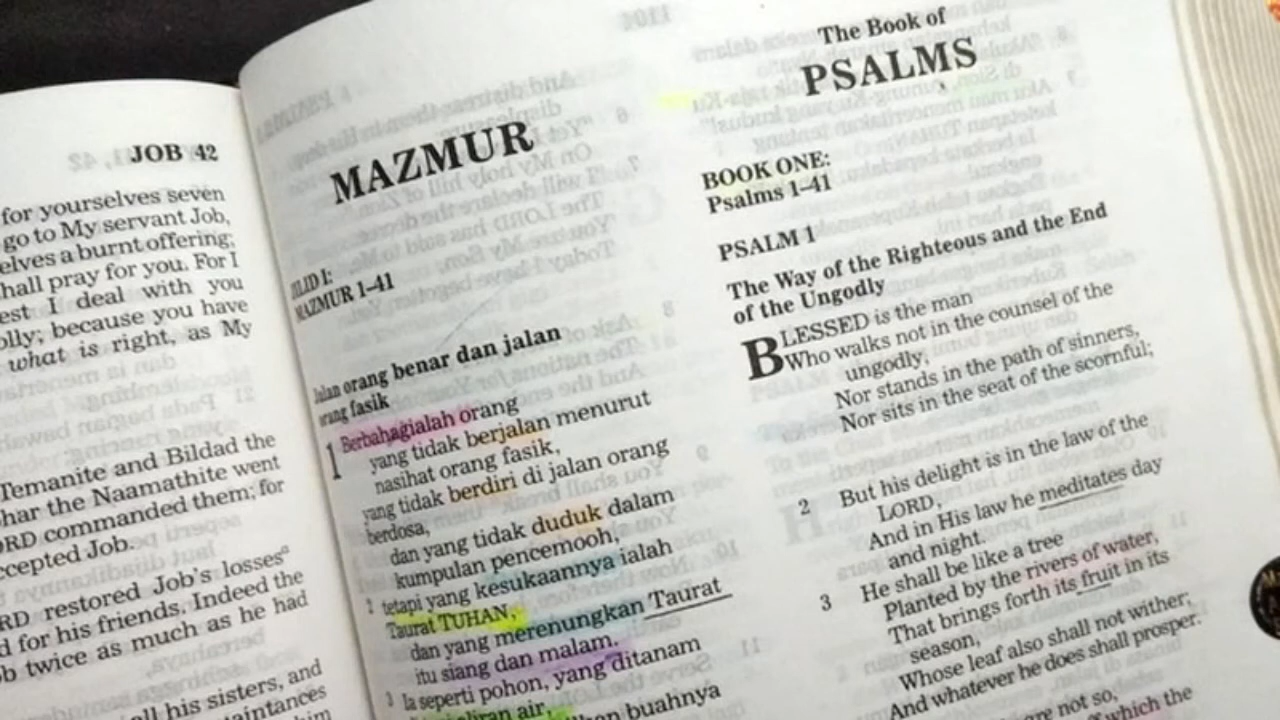 JOB 42
for yourselves seven
go to My servant Job,
a burnt offering;
shall pray for you. For I
I deal with you
because you have
what is right, as My
Temanite and Bildad the
the Naamathite went
commanded them; for
accepted Job.
restored Job's losses
for his friends. Indeed the
twice as much as he had
all his sisters, and
MAZMUR
JILID I:
MAZMUR 1–41
Jalan orang benar dan jalan
orang fasik
1 Berbahagialah orang
yang tidak berjalan menurut
nasihat orang fasik,
yang tidak berdiri di jalan orang
berdosa,
dan yang tidak duduk dalam
kumpulan pencemooh,
2 tetapi yang kesukaannya ialah
Taurat TUHAN,
dan yang merenungkan Taurat
itu siang dan malam.
3 Ia seperti pohon, yang ditanam
aliran air,
buahnya
The Book of
PSALMS
BOOK ONE:
Psalms 1–41
PSALM 1
The Way of the Righteous and the End
of the Ungodly
BLESSED is the man
Who walks not in the counsel of the
ungodly,
Nor stands in the path of sinners,
Nor sits in the seat of the scornful;
2 But his delight is in the law of the
LORD,
And in His law he meditates day
and night.
3 He shall be like a tree
Planted by the rivers of water,
That brings forth its fruit in its
season,
Whose leaf also shall not wither;
And whatever he does shall prosper.
are not so,
which the